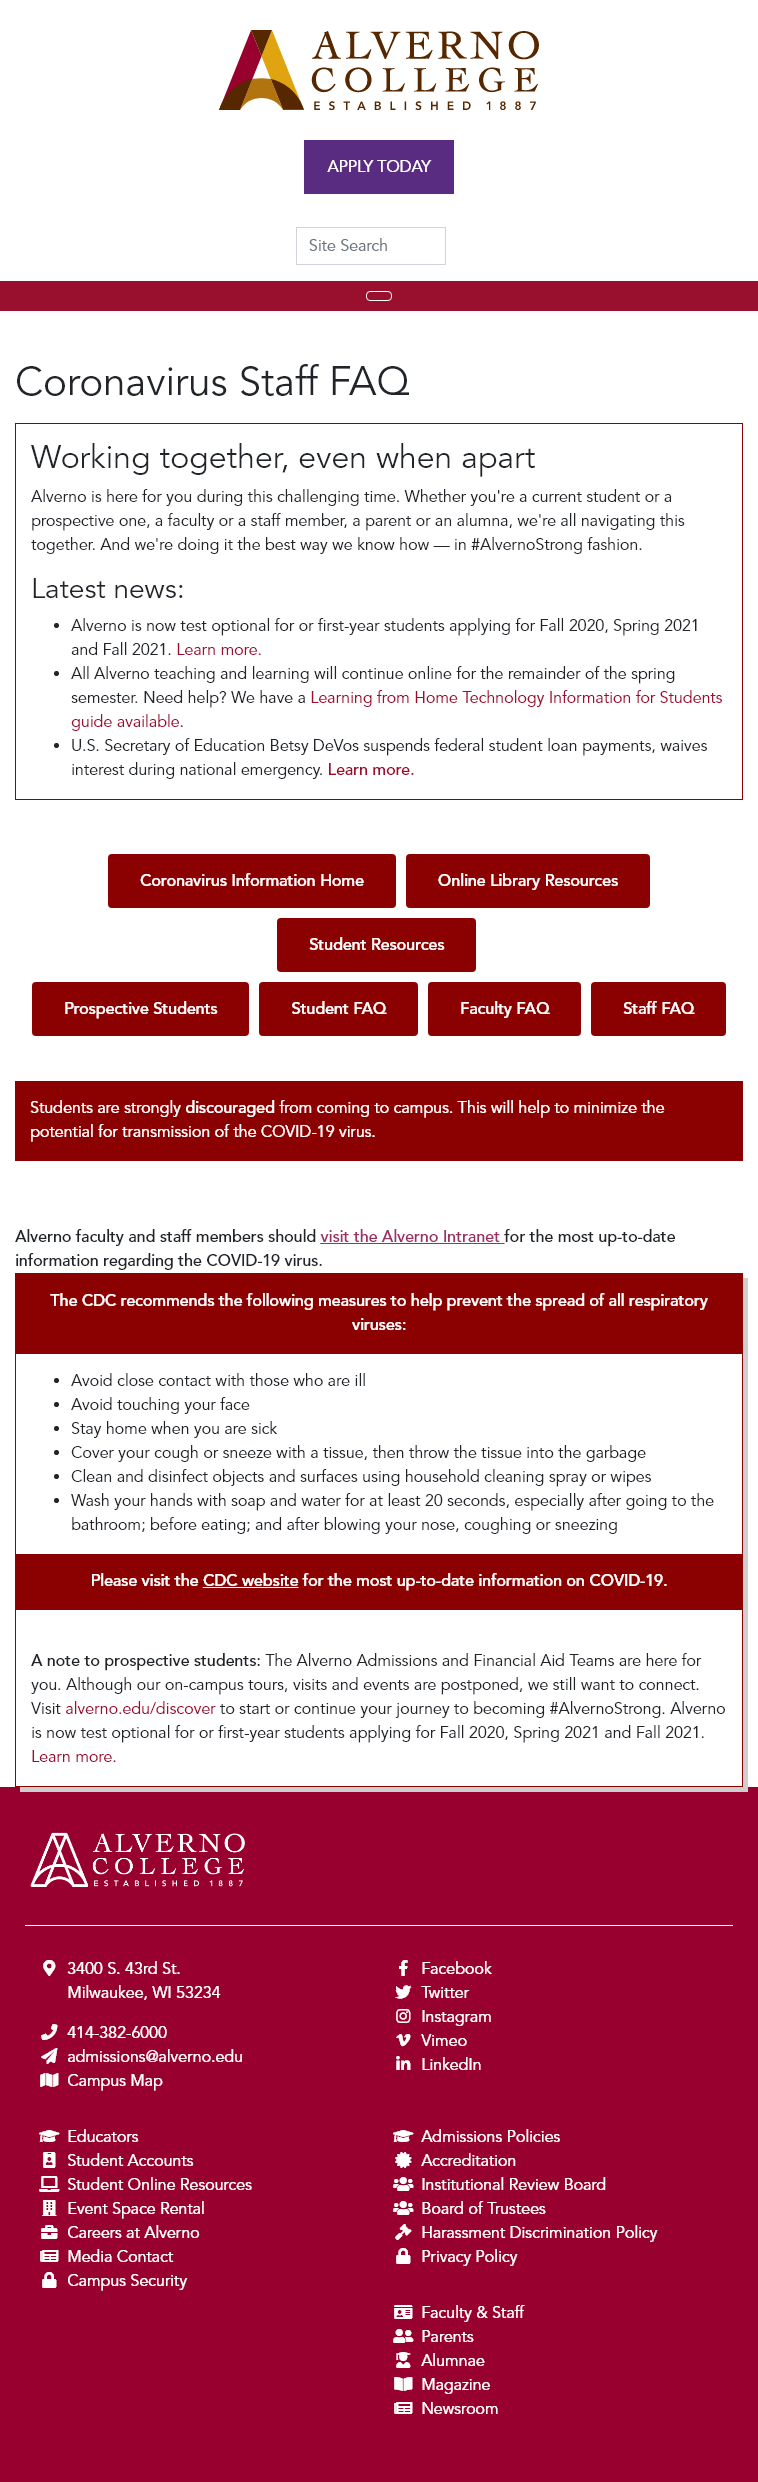 ALVERNO
COLLEGE
ESTABLISHED 1887
APPLY TODAY
Site Search
Coronavirus Staff FAQ
Working together, even when apart
Alverno is here for you during this challenging time. Whether you're a current student or a
prospective one, a faculty or a staff member, a parent or an alumna, we're all navigating this
together. And we're doing it the best way we know how — in #AlvernoStrong fashion.
Latest news:
• Alverno is now test optional for or first-year students applying for Fall 2020, Spring 2021
and Fall 2021. Learn more.
• All Alverno teaching and learning will continue online for the remainder of the spring
semester. Need help? We have a Learning from Home Technology Information for Students
guide available.
• U.S. Secretary of Education Betsy DeVos suspends federal student loan payments, waives
interest during national emergency. Learn more.
Coronavirus Information Home Online Library Resources
Student Resources
Prospective Students Student FAQ Faculty FAQ Staff FAQ
Students are strongly discouraged from coming to campus. This will help to minimize the
potential for transmission of the COVID-19 virus.
Alverno faculty and staff members should visit the Alverno Intranet for the most up-to-date
information regarding the COVID-19 virus.
The CDC recommends the following measures to help prevent the spread of all respiratory
viruses:
• Avoid close contact with those who are ill
• Avoid touching your face
• Stay home when you are sick
• Cover your cough or sneeze with a tissue, then throw the tissue into the garbage
• Clean and disinfect objects and surfaces using household cleaning spray or wipes
• Wash your hands with soap and water for at least 20 seconds, especially after going to the
bathroom; before eating; and after blowing your nose, coughing or sneezing
Please visit the CDC website for the most up-to-date information on COVID-19.
A note to prospective students: The Alverno Admissions and Financial Aid Teams are here for
you. Although our on-campus tours, visits and events are postponed, we still want to connect.
Visit alverno.edu/discover to start or continue your journey to becoming #AlvernoStrong. Alverno
is now test optional for or first-year students applying for Fall 2020, Spring 2021 and Fall 2021.
Learn more.
ALVERNO
COLLEGE
ESTABLISHED 1887
3400 S. 43rd St.
Milwaukee, WI 53234
414-382-6000
admissions@alverno.edu
Campus Map
Facebook
Twitter
Instagram
Vimeo
LinkedIn
Educators
Student Accounts
Student Online Resources
Event Space Rental
Careers at Alverno
Media Contact
Campus Security
Admissions Policies
Accreditation
Institutional Review Board
Board of Trustees
Harassment Discrimination Policy
Privacy Policy
Faculty & Staff
Parents
Alumnae
Magazine
Newsroom